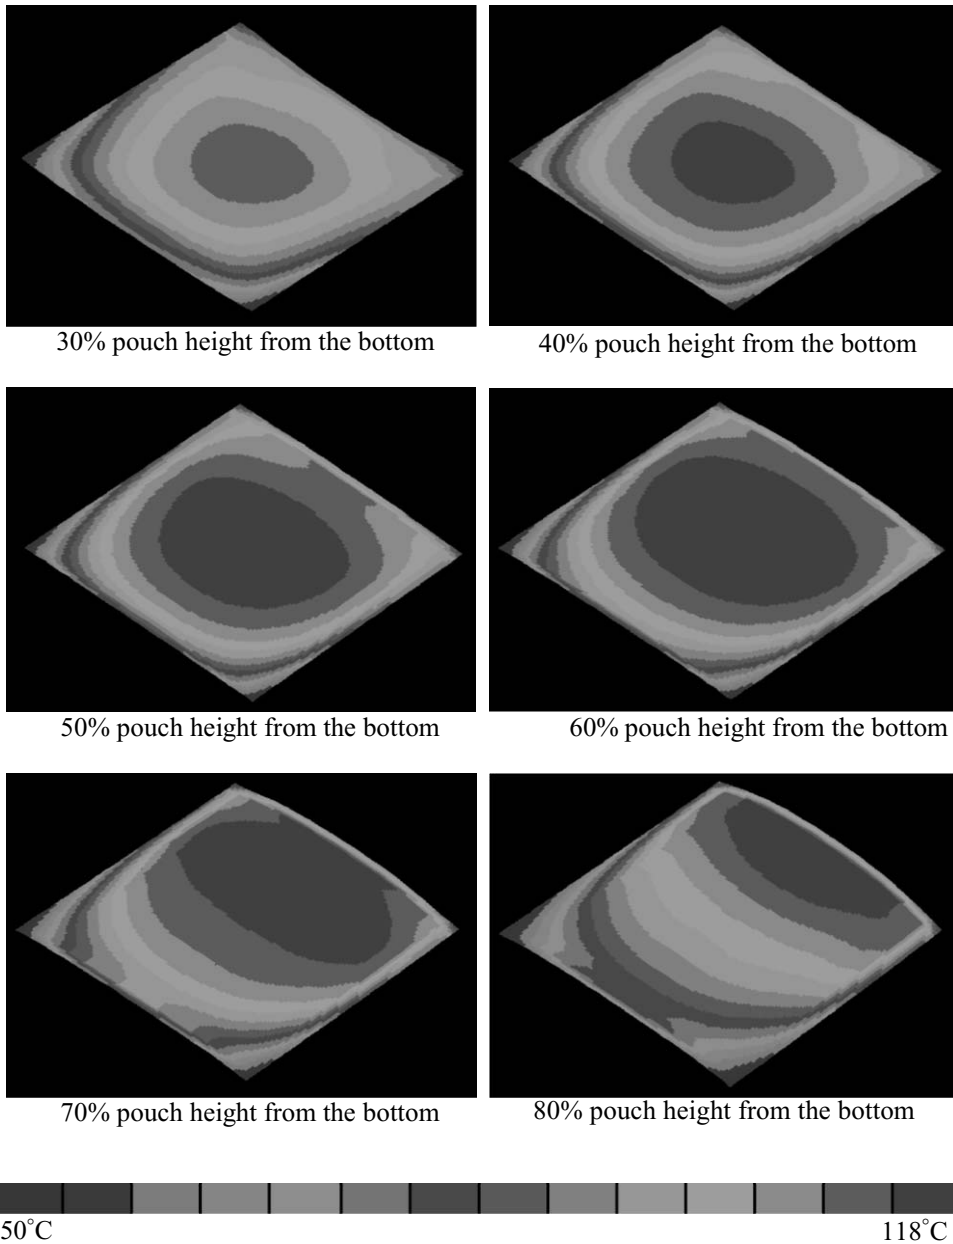 30% pouch height from the bottom
40% pouch height from the bottom
50% pouch height from the bottom
60% pouch height from the bottom
70% pouch height from the bottom
80% pouch height from the bottom
50°C
118°C